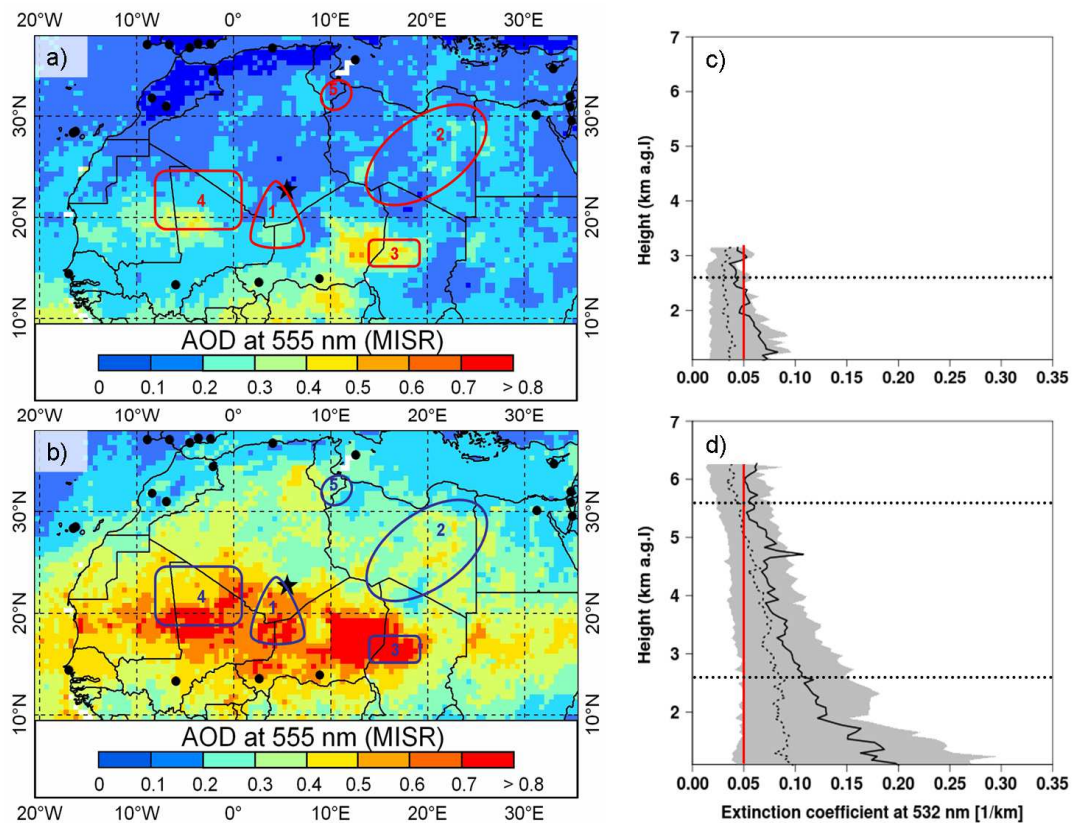 20°W 10°W 0° 10°E 20°E 30°E
a)
30°N
20°N
10°N
1
2
3
4
5
AOD at 555 nm (MISR)
0 0.1 0.2 0.3 0.4 0.5 0.6 0.7 > 0.8
20°W 10°W 0° 10°E 20°E 30°E
b)
30°N
20°N
10°N
1
2
3
4
5
AOD at 555 nm (MISR)
0 0.1 0.2 0.3 0.4 0.5 0.6 0.7 > 0.8
20°W 10°W 0° 10°E 20°E 30°E
c)
Height (km a.g.l)
7
6
5
4
3
2
0.00 0.05 0.10 0.15 0.20 0.25 0.30 0.35
d)
Height (km a.g.l)
7
6
5
4
3
2
0.00 0.05 0.10 0.15 0.20 0.25 0.30 0.35
Extinction coefficient at 532 nm [1/km]